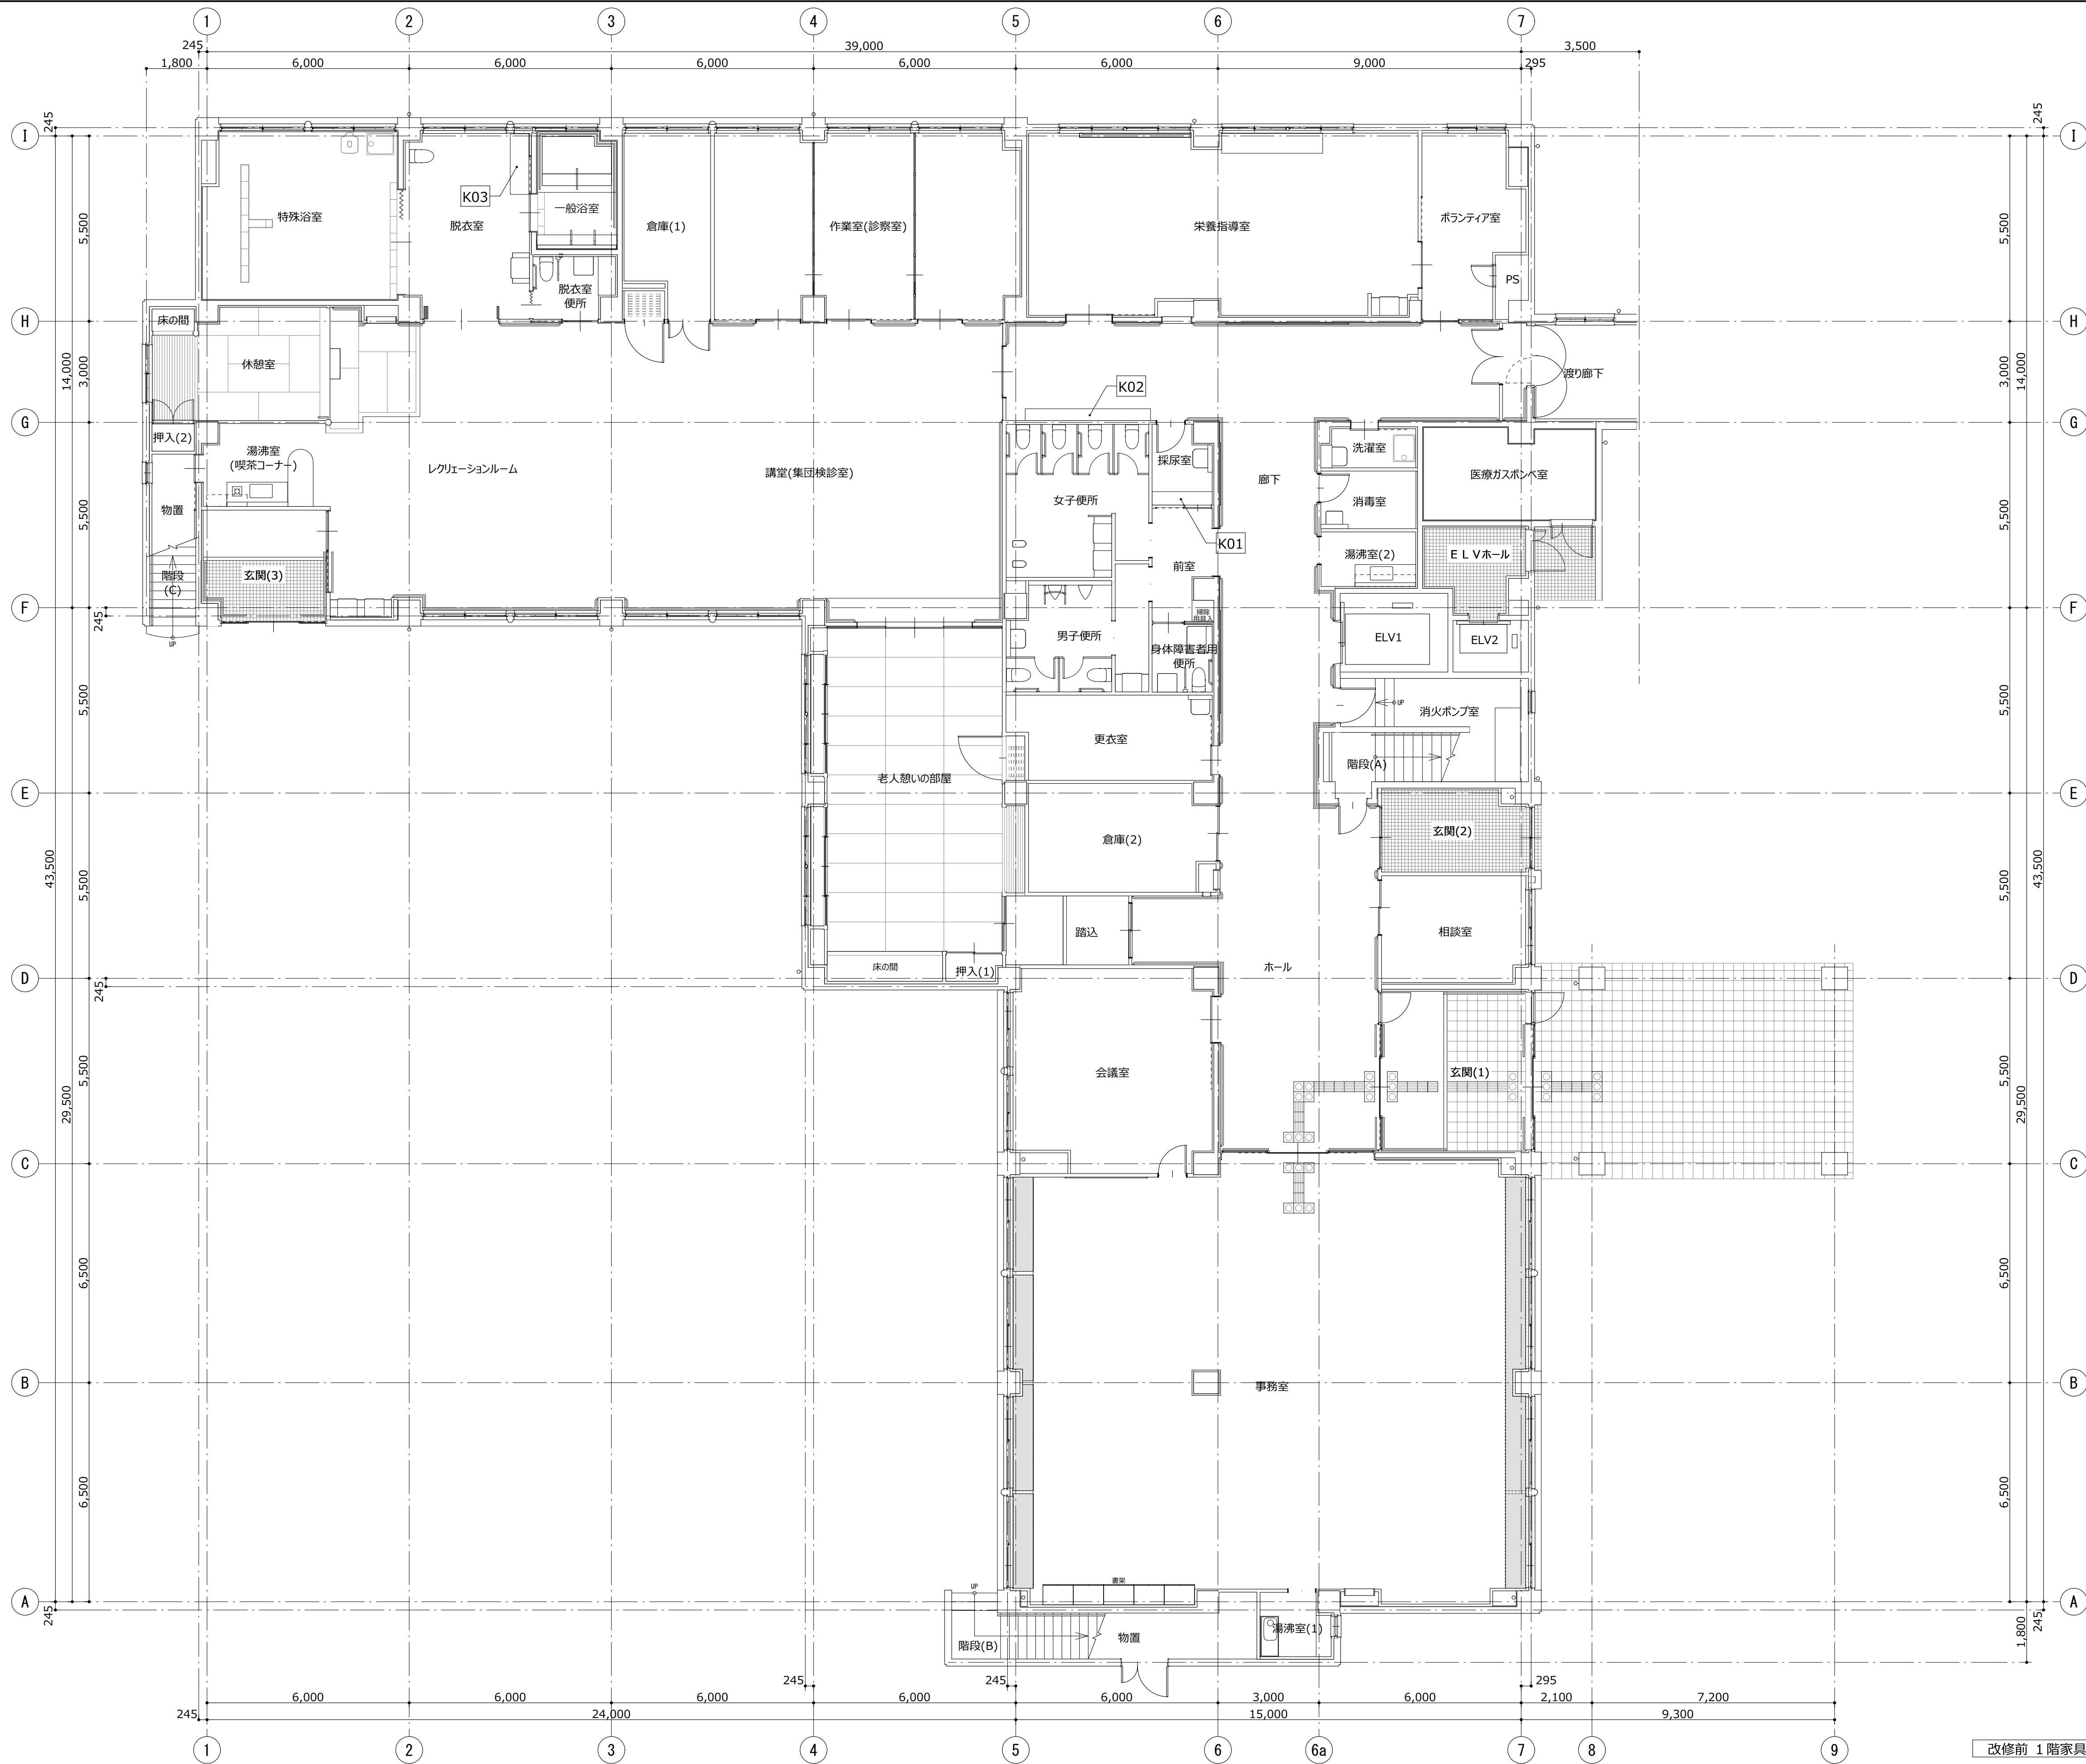 1 2 3 4 5 6 7
245 39,000 3,500
1,800 6,000 6,000 6,000 6,000 6,000 9,000 295
245 245
I I
K03
特殊浴室 脱衣室 一般浴室 倉庫(1) 作業室(診察室) 栄養指導室 ボランティア室
5,500 5,500
脱衣室
便所
PS
H 床の間 H
14,000 3,000 休憩室 渡り廊下 3,000 14,000
K02
G G
押入(2)
湯沸室
(喫茶コーナー)
レクリェーションルーム 講堂(集団検診室) 採尿室 廊下 洗濯室 医療ガスボンベ室
女子便所 消毒室
5,500 物置 5,500
K01
前室 湯沸室(2) ELVホール
階段
(C)
玄関(3)
F F
245
掃除
用具入
UP
男子便所 ELV1 ELV2
身体障害者用
便所
5,500 UP 消火ポンプ室 5,500
更衣室
階段(A)
老人憩いの部屋
E E
玄関(2)
倉庫(2)
43,500 5,500 5,500 43,500
踏込 相談室
床の間 押入(1) ホール
D D
245
29,500 5,500 会議室 玄関(1) 5,500 29,500
C C
6,500 6,500
B 事務室 B
6,500 6,500
UP 書架
A A
245 245
階段(B) 物置 湯沸室(1) 1,800
245 245 295
6,000 6,000 6,000 6,000 6,000 3,000 6,000 2,100 7,200
245 24,000 15,000 9,300
1 2 3 4 5 6 6a 7 8 9
改修前 1階家具